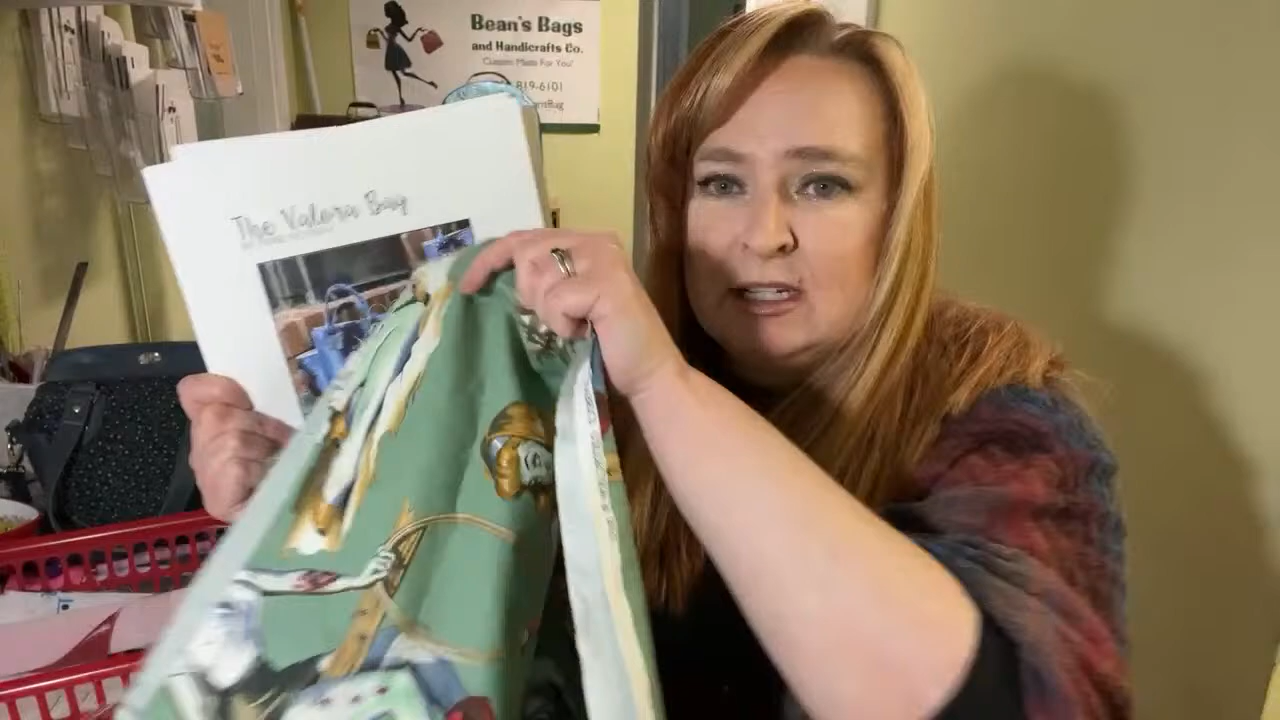 Bean's Bags
and Handicrafts Co.
"Custom Made For You"
819-6101
The Valora Bag